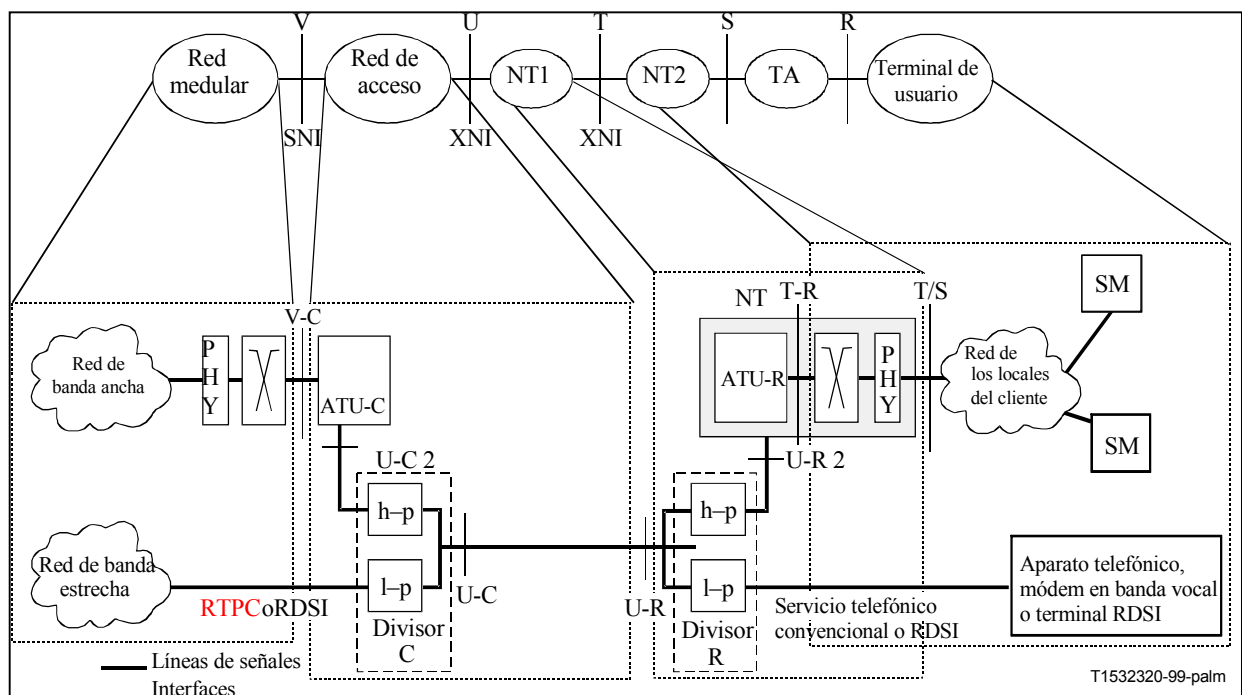 V
U
T
S
R
Red
medular
Red de
acceso
NT1
NT2
TA
Terminal de
usuario
SNI
XNI
XNI
V-C
NT
T-R
T/S
SM
Red de
banda ancha
P
H
Y
ATU-C
ATU-R
P
H
Y
Red de
los locales
del cliente
SM
U-C 2
U-R 2
h–p
h–p
Red de banda
estrecha
RTPCoRDSI
l–p
U-C
U-R
l–p
Servicio telefónico
convencional o RDSI
Aparato telefónico,
módem en banda vocal
o terminal RDSI
Divisor
C
Divisor
R
Líneas de señales
Interfaces
T1532320-99-palm